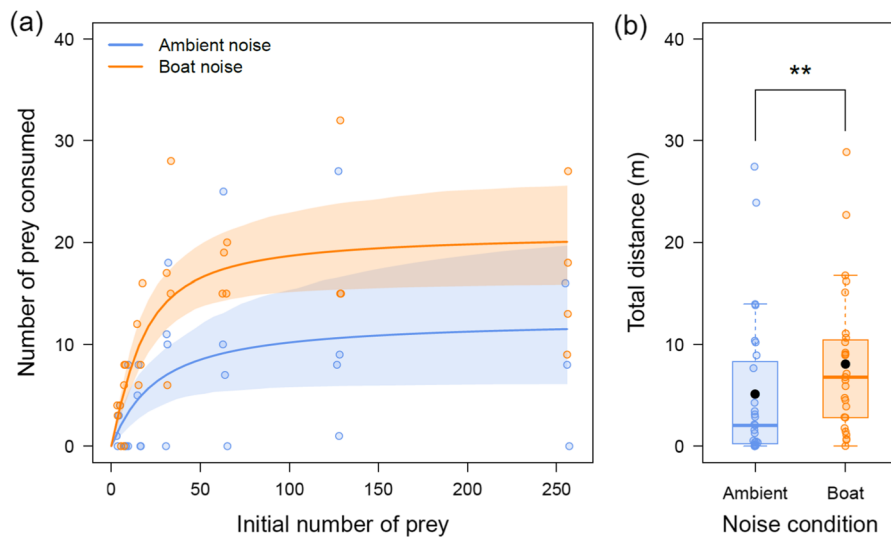 (a)
Number of prey consumed
40
30
20
10
0
Ambient noise
Boat noise
0 50 100 150 200 250
Initial number of prey
(b)
Total distance (m)
40
30
20
10
0
**
Ambient Boat
Noise condition